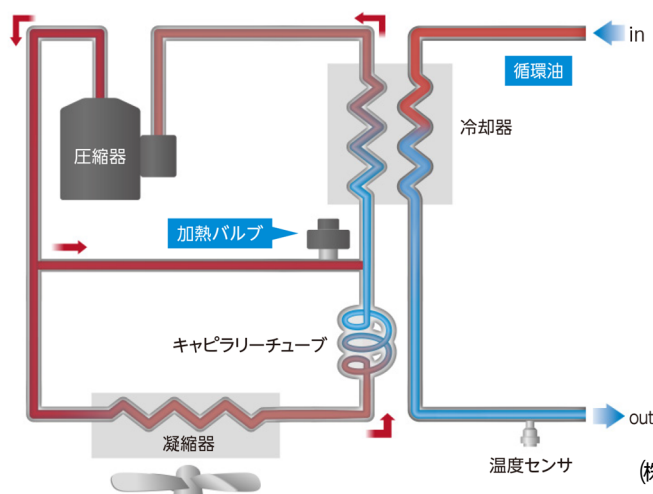 in
循環油
冷却器
圧縮器
加熱バルブ
キャピラリーチューブ
凝縮器
out
温度センサ
(株